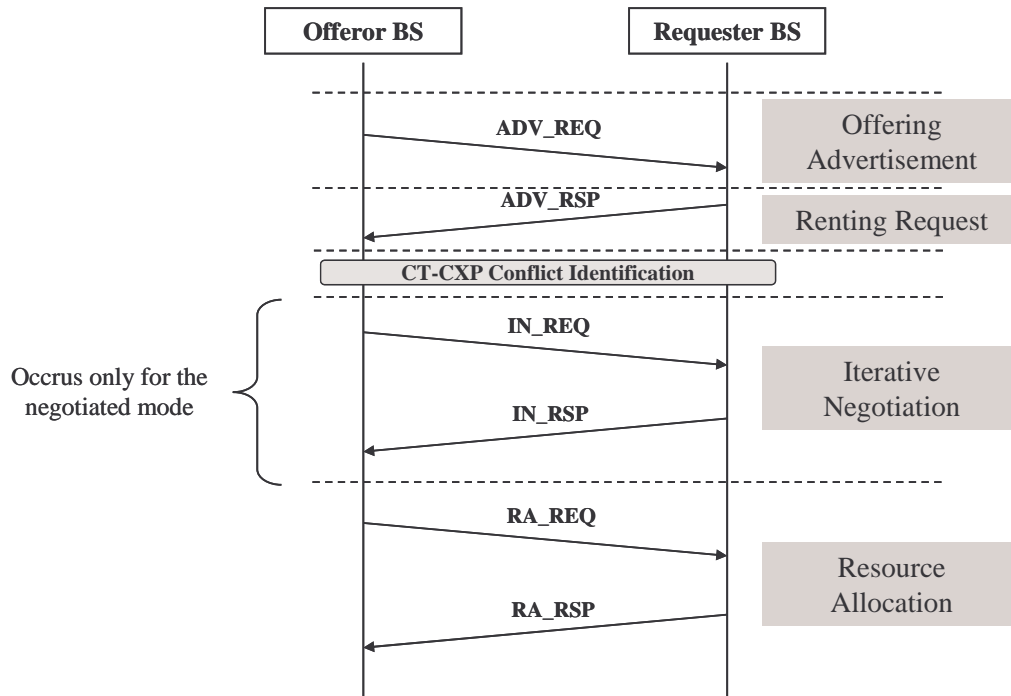 Offeror BS
Requester BS
ADV_REQ
Offering
Advertisement
ADV_RSP
Renting Request
CT-CXP Conflict Identification
IN_REQ
Occrus only for the
negotiated mode
Iterative
Negotiation
IN_RSP
RA_REQ
Resource
Allocation
RA_RSP